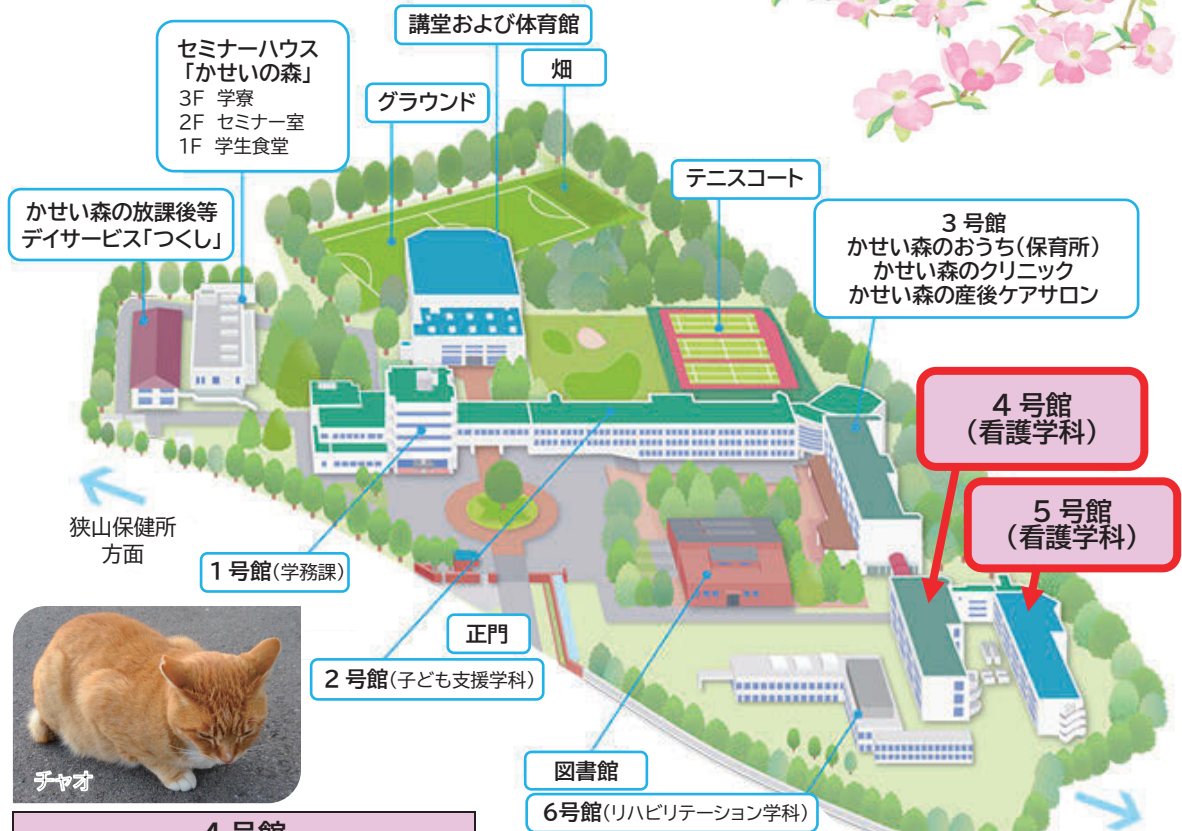 講堂および体育館
セミナーハウス
「かせいの森」
3F 学寮
2F セミナー室
1F 学生食堂
畑
グラウンド
テニスコート
かせい森の放課後等
デイサービス「つくし」
3号館
かせい森のおうち(保育所)
かせい森のクリニック
かせい森の産後ケアサロン
4号館
(看護学科)
5号館
(看護学科)
狭山保健所
方面
1号館(学務課)
正門
2号館(子ども支援学科)
チャオ
図書館
6号館(リハビリテーション学科)
4号館